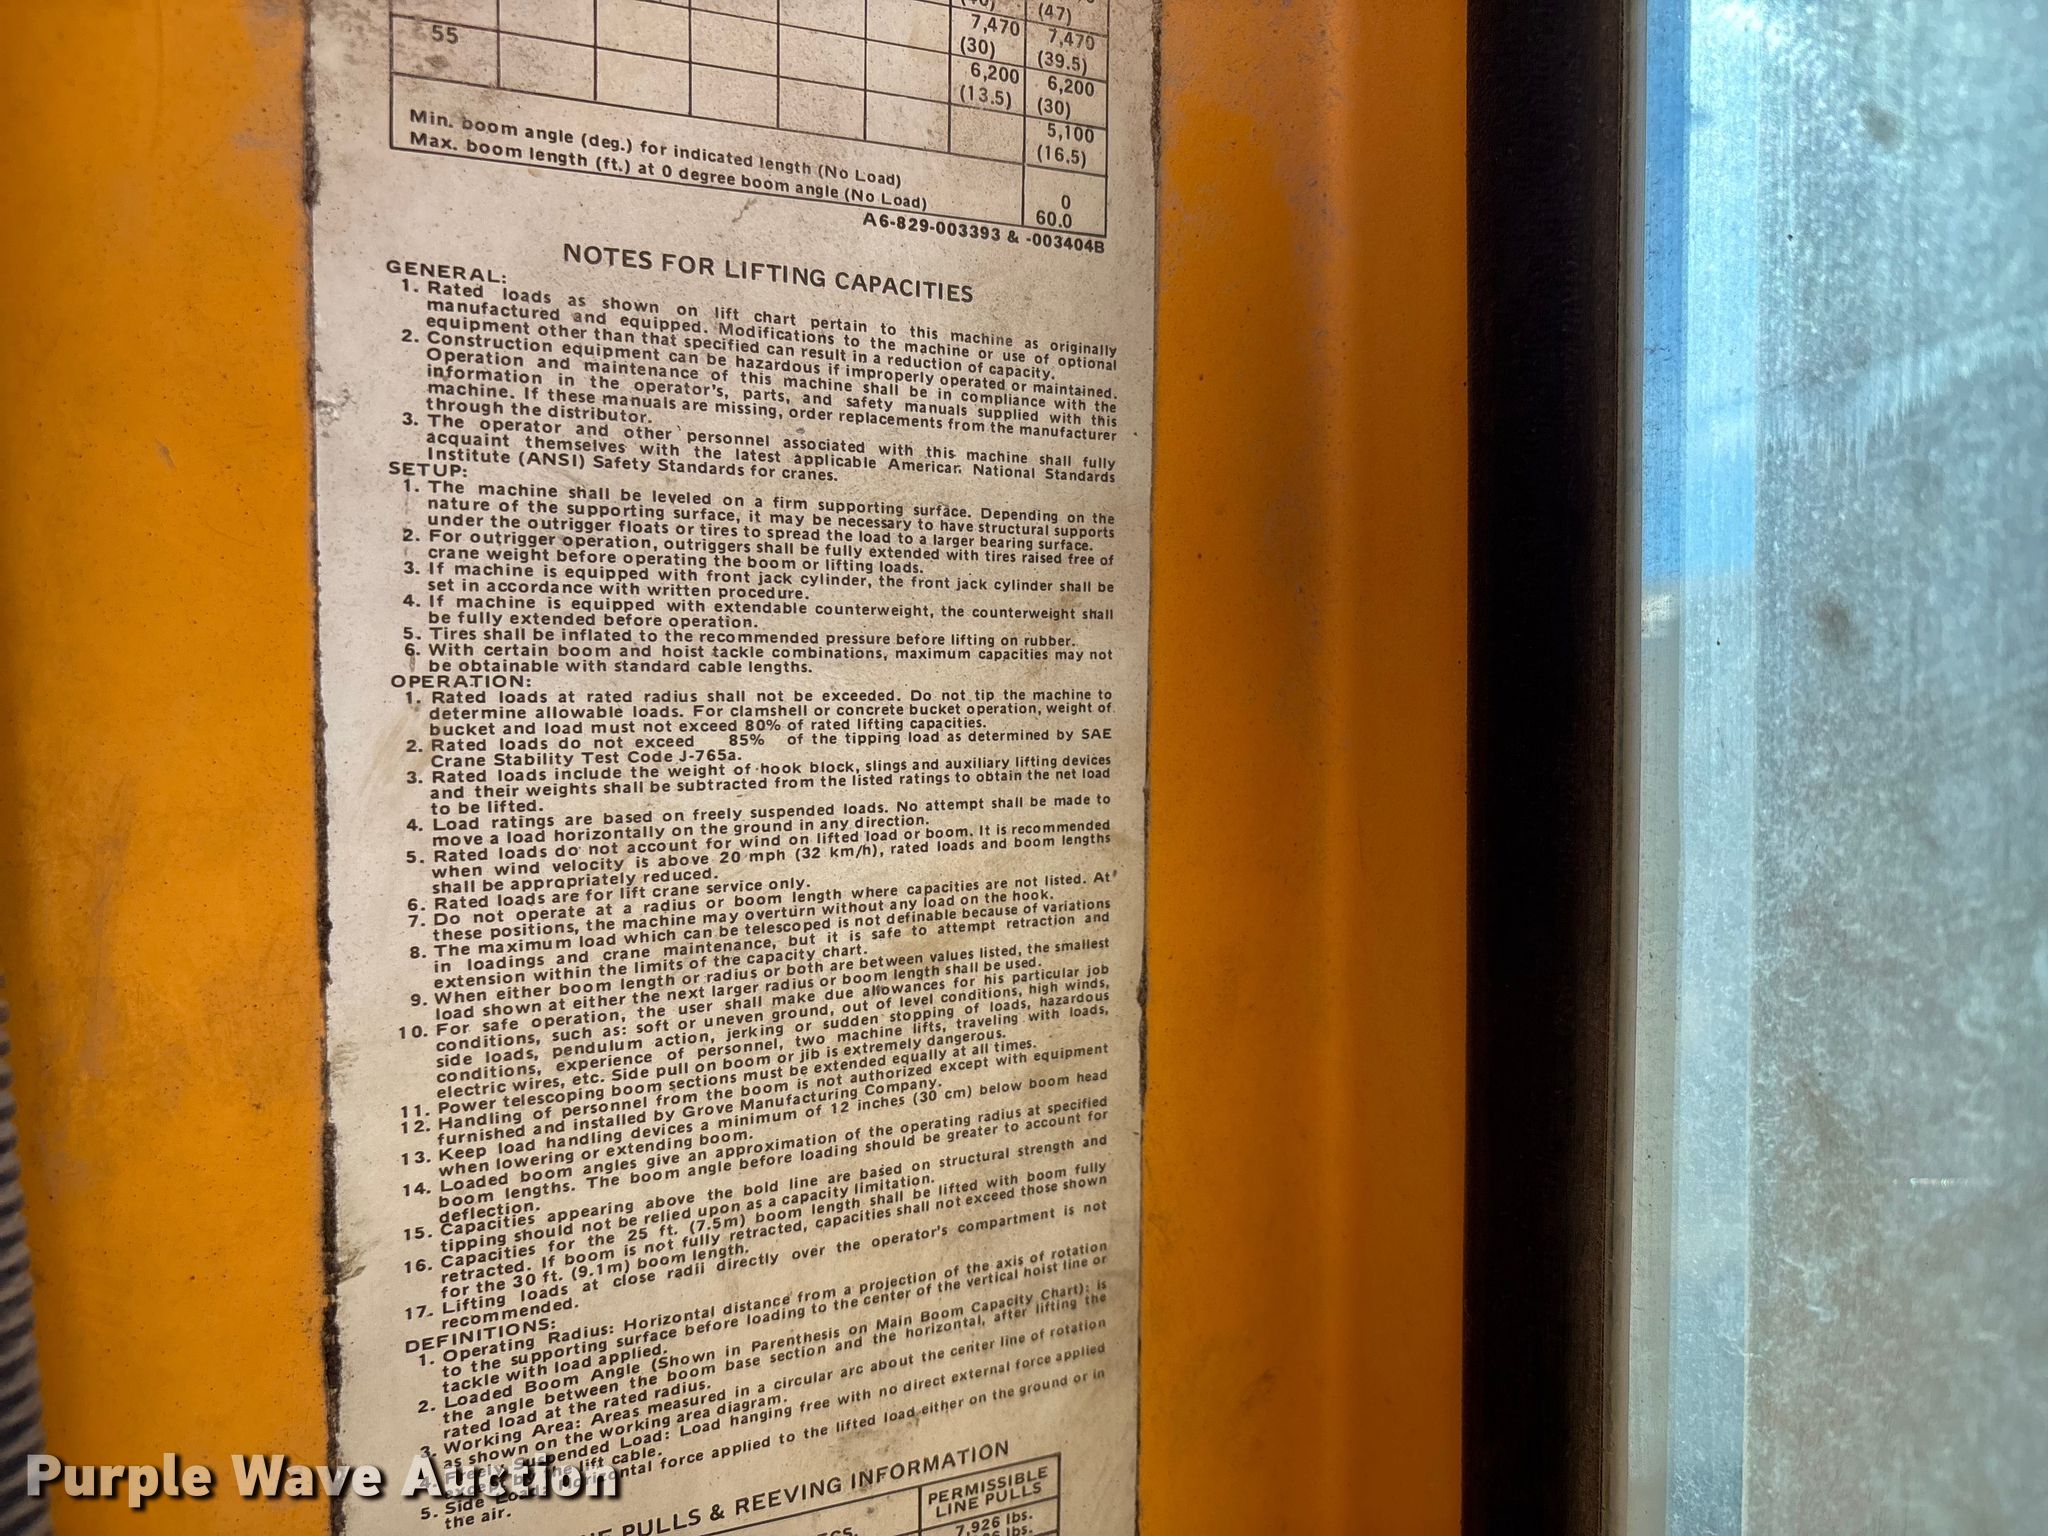 (47)
7,470 7,470
55 (30) (39.5)
6,200 6,200
(13.5) (30)
5,100
(16.5)
Min. boom angle (deg.) for indicated length (No Load) 0
Max. boom length (ft.) at 0 degree boom angle (No Load) 60.0
A6-829-003393 & -003404B
NOTES FOR LIFTING CAPACITIES
GENERAL:
1. Rated loads as shown on lift chart pertain to this machine as originally
manufactured and equipped. Modifications to the machine or use of optional
equipment other than that specified can result in a reduction of capacity.
2. Construction equipment can be hazardous if improperly operated or maintained.
Operation and maintenance of this machine shall be in compliance with the
information in the operator's, parts, and safety manuals supplied with this
machine. If these manuals are missing, order replacements from the manufacturer
through the distributor.
3. The operator and other personnel associated with this machine shall fully
acquaint themselves with the latest applicable American National Standards
Institute (ANSI) Safety Standards for cranes.
SETUP:
1. The machine shall be leveled on a firm supporting surface. Depending on the
nature of the supporting surface, it may be necessary to have structural supports
under the outrigger floats or tires to spread the load to a larger bearing surface.
2. For outrigger operation, outriggers shall be fully extended with tires raised free of
crane weight before operating the boom or lifting loads.
3. If machine is equipped with front jack cylinder, the front jack cylinder shall be
set in accordance with written procedure.
4. If machine is equipped with extendable counterweight, the counterweight shall
be fully extended before operation.
5. Tires shall be inflated to the recommended pressure before lifting on rubber.
6. With certain boom and hoist tackle combinations, maximum capacities may not
be obtainable with standard cable lengths.
OPERATION:
1. Rated loads at rated radius shall not be exceeded. Do not tip the machine to
determine allowable loads. For clamshell or concrete bucket operation, weight of
bucket and load must not exceed 80% of rated lifting capacities.
2. Rated loads do not exceed 85% of the tipping load as determined by SAE
Crane Stability Test Code J-765a.
3. Rated loads include the weight of hook block, slings and auxiliary lifting devices
and their weights shall be subtracted from the listed ratings to obtain the net load
to be lifted.
4. Load ratings are based on freely suspended loads. No attempt shall be made to
move a load horizontally on the ground in any direction.
5. Rated loads do not account for wind on lifted load or boom. It is recommended
when wind velocity is above 20 mph (32 km/h), rated loads and boom lengths
shall be appropriately reduced.
6. Rated loads are for lift crane service only.
7. Do not operate at a radius or boom length where capacities are not listed. At
these positions, the machine may overturn without any load on the hook.
8. The maximum load which can be telescoped is not definable because of variations
in loadings and crane maintenance, but it is safe to attempt retraction and
extension within the limits of the capacity chart.
9. When either boom length or radius or both are between values listed, the smallest
load shown at either the next larger radius or boom length shall be used.
10. For safe operation, the user shall make due allowances for his particular job
conditions, such as: soft or uneven ground, out of level conditions, high winds,
side loads, pendulum action, jerking or sudden stopping of loads, hazardous
conditions, experience of personnel, two machine lifts, traveling with loads,
electric wires, etc. Side pull on boom or jib is extremely dangerous.
11. Power telescoping boom sections must be extended equally at all times.
12. Handling of personnel from the boom is not authorized except with equipment
furnished and installed by Grove Manufacturing Company.
13. Keep load handling devices a minimum of 12 inches (30 cm) below boom head
when lowering or extending boom.
14. Loaded boom angles give an approximation of the operating radius at specified
boom lengths. The boom angle before loading should be greater to account for
deflection.
15. Capacities appearing above the bold line are based on structural strength and
tipping should not be relied upon as a capacity limitation.
16. Capacities for the 25 ft. (7.5m) boom length shall be lifted with boom fully
retracted. If boom is not fully retracted, capacities shall not exceed those shown
for the 30 ft. (9.1m) boom length.
17. Lifting loads at close radii directly over the operator's compartment is not
recommended.
DEFINITIONS:
1. Operating Radius: Horizontal distance from a projection of the axis of rotation
to the supporting surface before loading to the center of the vertical hoist line or
tackle with load applied.
2. Loaded Boom Angle (Shown in Parenthesis on Main Boom Capacity Chart): is
the angle between the boom base section and the horizontal, after lifting the
rated load at the rated radius.
3. Working Area: Areas measured in a circular arc about the center line of rotation
as shown on the working area diagram.
4. Freely Suspended Load: Load hanging free with no direct external force applied
except by the lift cable.
5. Side Load: Horizontal force applied to the lifted load either on the ground or in
the air.
PULLS & REEVING INFORMATION
PERMISSIBLE
LINE PULLS
7,926 lbs.
lbs.
Purple Wave Auction